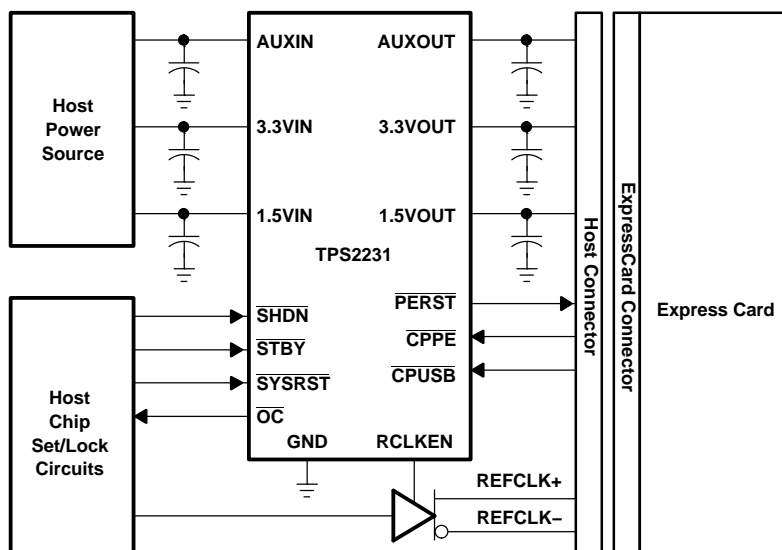 AUXIN
AUXOUT
Host
Power
Source
3.3VIN
3.3VOUT
1.5VIN
1.5VOUT
TPS2231
Host Connector
ExpressCard Connector
Express Card
SHDN
STBY
SYSRST
OC
PERST
CPPE
CPUSB
Host
Chip
Set/Lock
Circuits
GND
RCLKEN
REFCLK+
REFCLK−